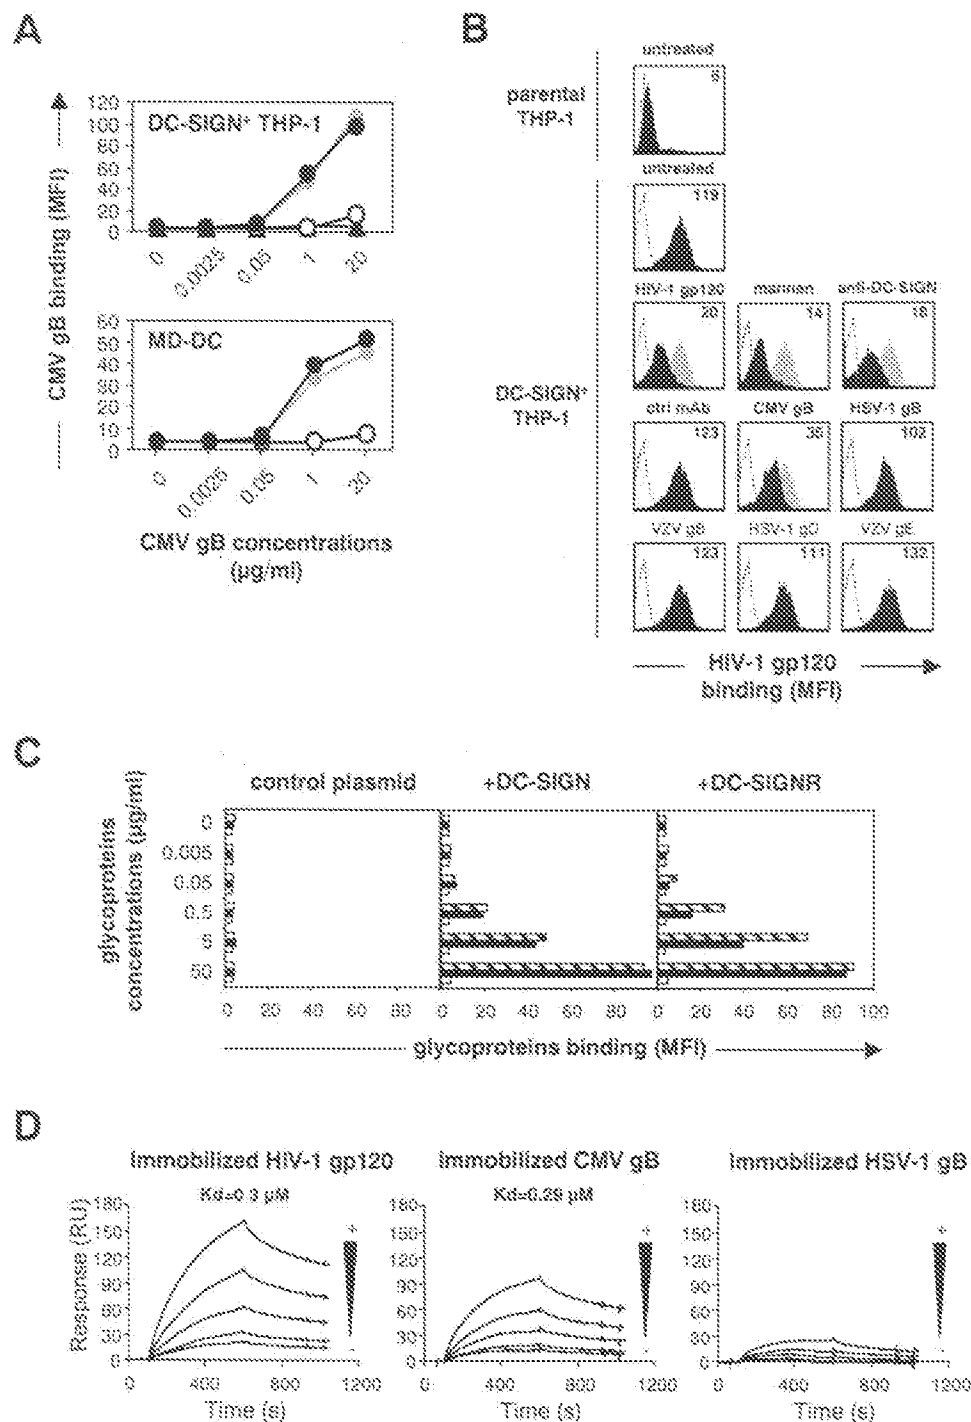 A
CMV gB binding (MFI)
120
100
80
60
40
20
0
DC-SIGN+ THP-1
0
0.0025
0.05
1
20
60
50
40
30
20
10
0
MD-DC
0
0.0025
0.05
1
20
CMV gB concentrations
(µg/ml)
B
parental
THP-1
untreated
DC-SIGN+
THP-1
untreated
119
HIV-1 gp120
20
mannan
14
anti-DC-SIGN
18
ctrl mAb
123
CMV gB
CMV gB
HSV-1 gB
102
VZV gB
123
HSV-1 gD
111
VZV gE
HIV-1 gp120
binding (MFI)
C
glycoproteins
concentrations (µg/ml)
control plasmid
+DC-SIGN
+DC-SIGNR
0
0.005
0.05
0.5
5
50
0 20 40 60 80 0 20 40 60 80 0 20 40 60 80 100
glycoproteins binding (MFI)
D
Response (RU)
Immobilized HIV-1 gp120
Kd=0.3 µM
180
150
120
90
60
30
0
+
-
0 400 800 1200
Time (s)
Immobilized CMV gB
Kd=0.29 µM
180
150
120
90
60
30
0
+
-
0 400 800 1200
Time (s)
Immobilized HSV-1 gB
180
150
120
90
60
30
0
+
-
0 400 800 1200
Time (s)